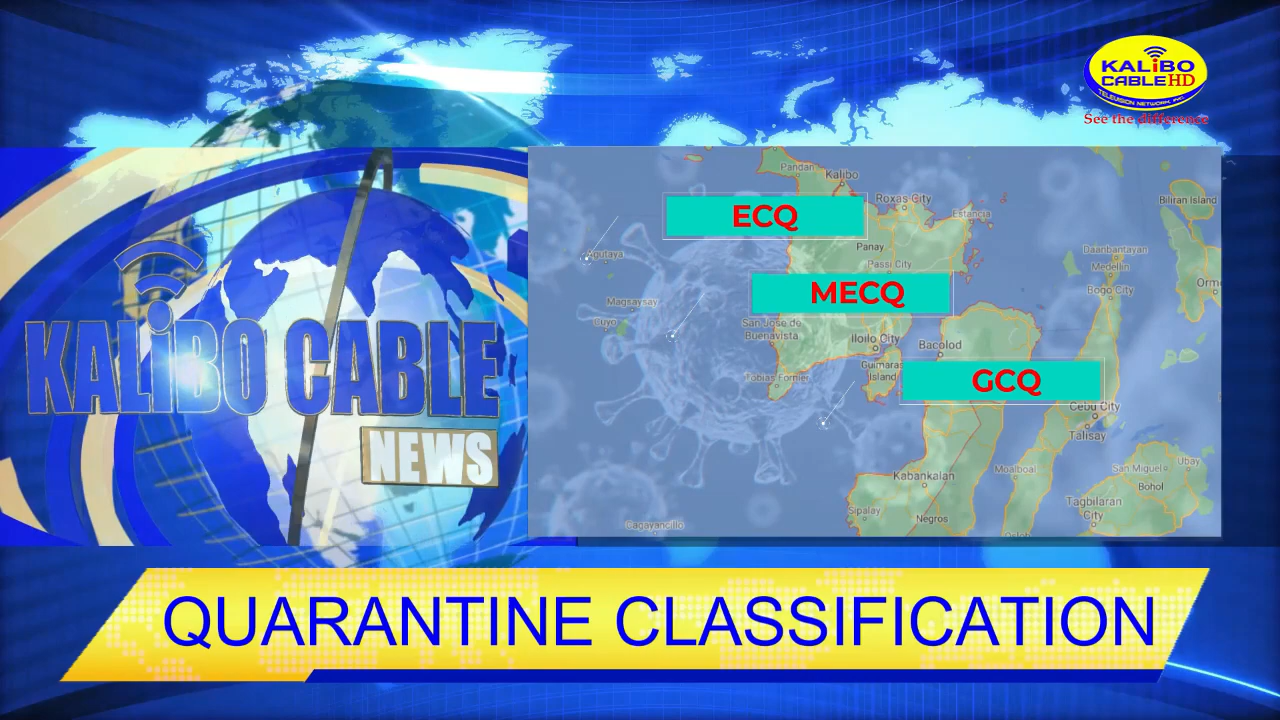 KALiBO
CABLE HD
TELEVISION NETWORK, INC.
See the difference
KALiBO CABLE
NEWS
Pandan
Kalibo
ECQ
Roxas City
Estancia
Biliran Island
Agutaya
Panay
Daanbantayan
Passi City
Medellin
MECQ
Bogo City
Magsaysay
Cuyo
San Jose de
Buenavista
Iloilo City
Bacolod
Guimaras
Island
Tobias Fornier
GCQ
Cebu City
Talisay
Kabankalan
Moalboal
San Miguel
Ubay
Bohol
Tagbilaran
City
Sipalay
Negros
Cagayancillo
QUARANTINE CLASSIFICATION